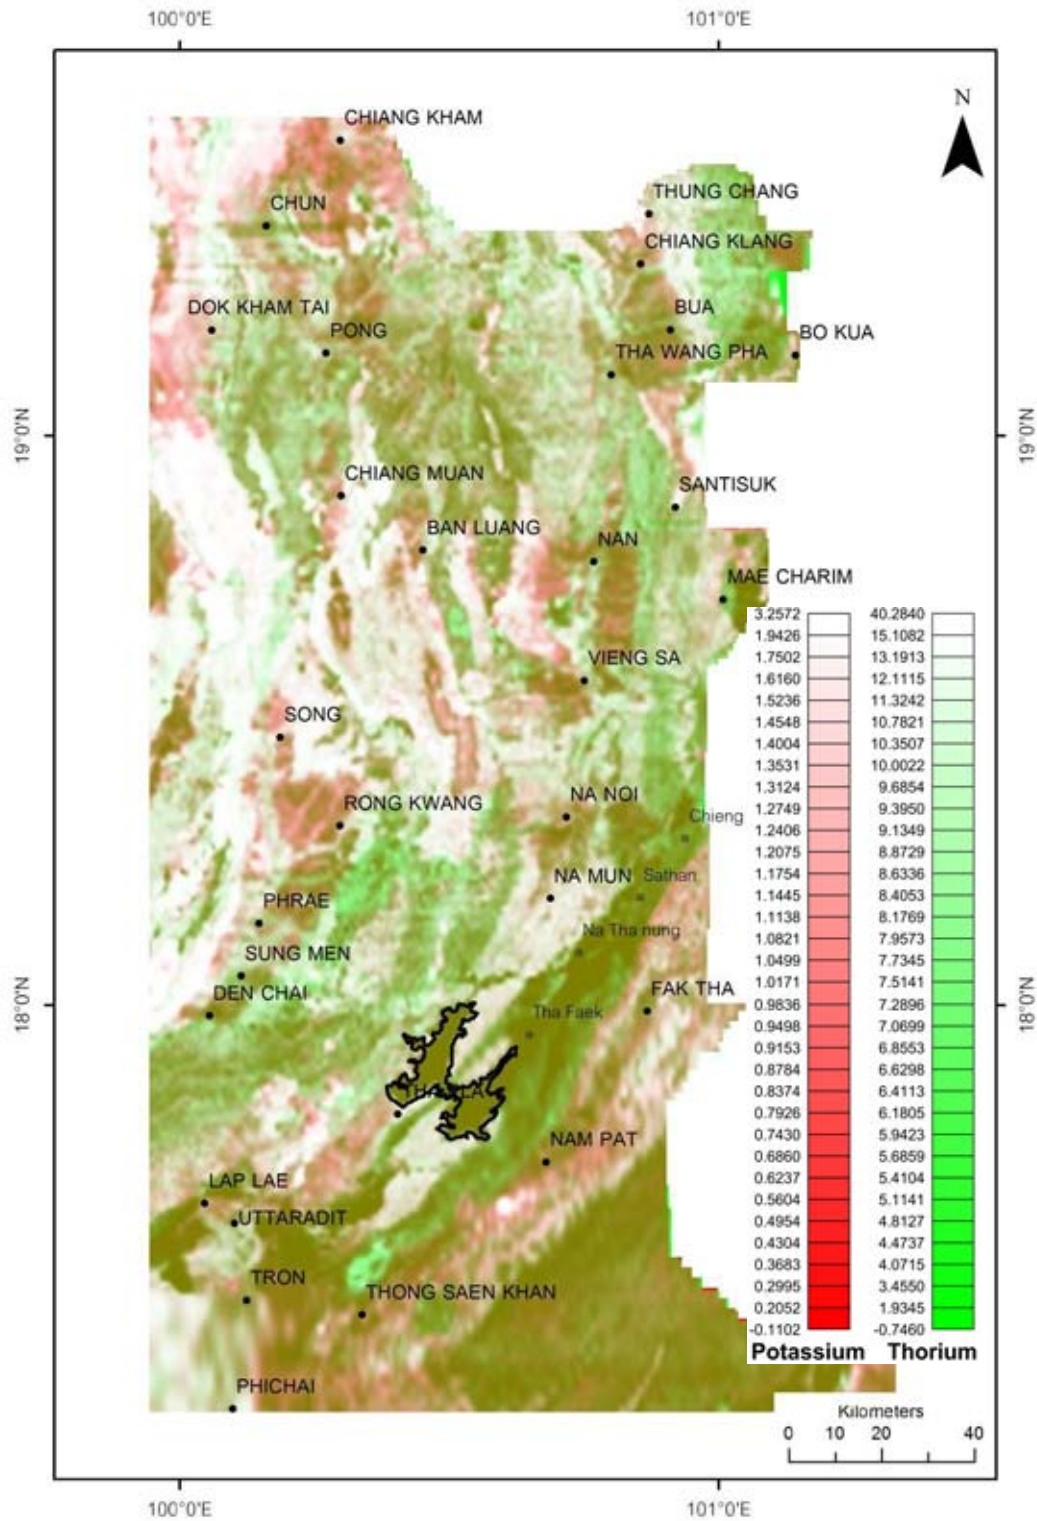 100°0'E 101°0'E
N
CHIANG KHAM
THUNG CHANG
CHUN
CHIANG KLANG
DOK KHAM TAI
BUA
PONG
BO KUA
THA WANG PHA
19°0'N 19°0'N
CHIANG MUAN
SANTISUK
BAN LUANG
NAN
MAE CHARIM
VIENG SA
SONG
NA NOI
RONG KWANG
Chieng
NA MUN
Sathan
PHRAE
Na Tha nung
SUNG MEN
FAK THA
DEN CHAI
18°0'N 18°0'N
Tha Faek
NAM PAT
LAP LAE
UTTARADIT
TRON
THONG SAEN KHAN
PHICHAI
3.2572 40.2840
1.9426 15.1082
1.7502 13.1913
1.6160 12.1115
1.5236 11.3242
1.4548 10.7821
1.4004 10.3507
1.3531 10.0022
1.3124 9.6854
1.2749 9.3950
1.2406 9.1349
1.2075 8.8729
1.1754 8.6336
1.1445 8.4053
1.1138 8.1769
1.0821 7.9573
1.0499 7.7345
1.0171 7.5141
0.9836 7.2896
0.9498 7.0699
0.9153 6.8553
0.8784 6.6298
0.8374 6.4113
0.7926 6.1805
0.7430 5.9423
0.6860 5.6859
0.6237 5.4104
0.5604 5.1141
0.4954 4.8127
0.4304 4.4737
0.3683 4.0715
0.2995 3.4550
0.2052 1.9345
-0.1102 -0.7460
Potassium Thorium
Kilometers
0 10 20 40
100°0'E 101°0'E